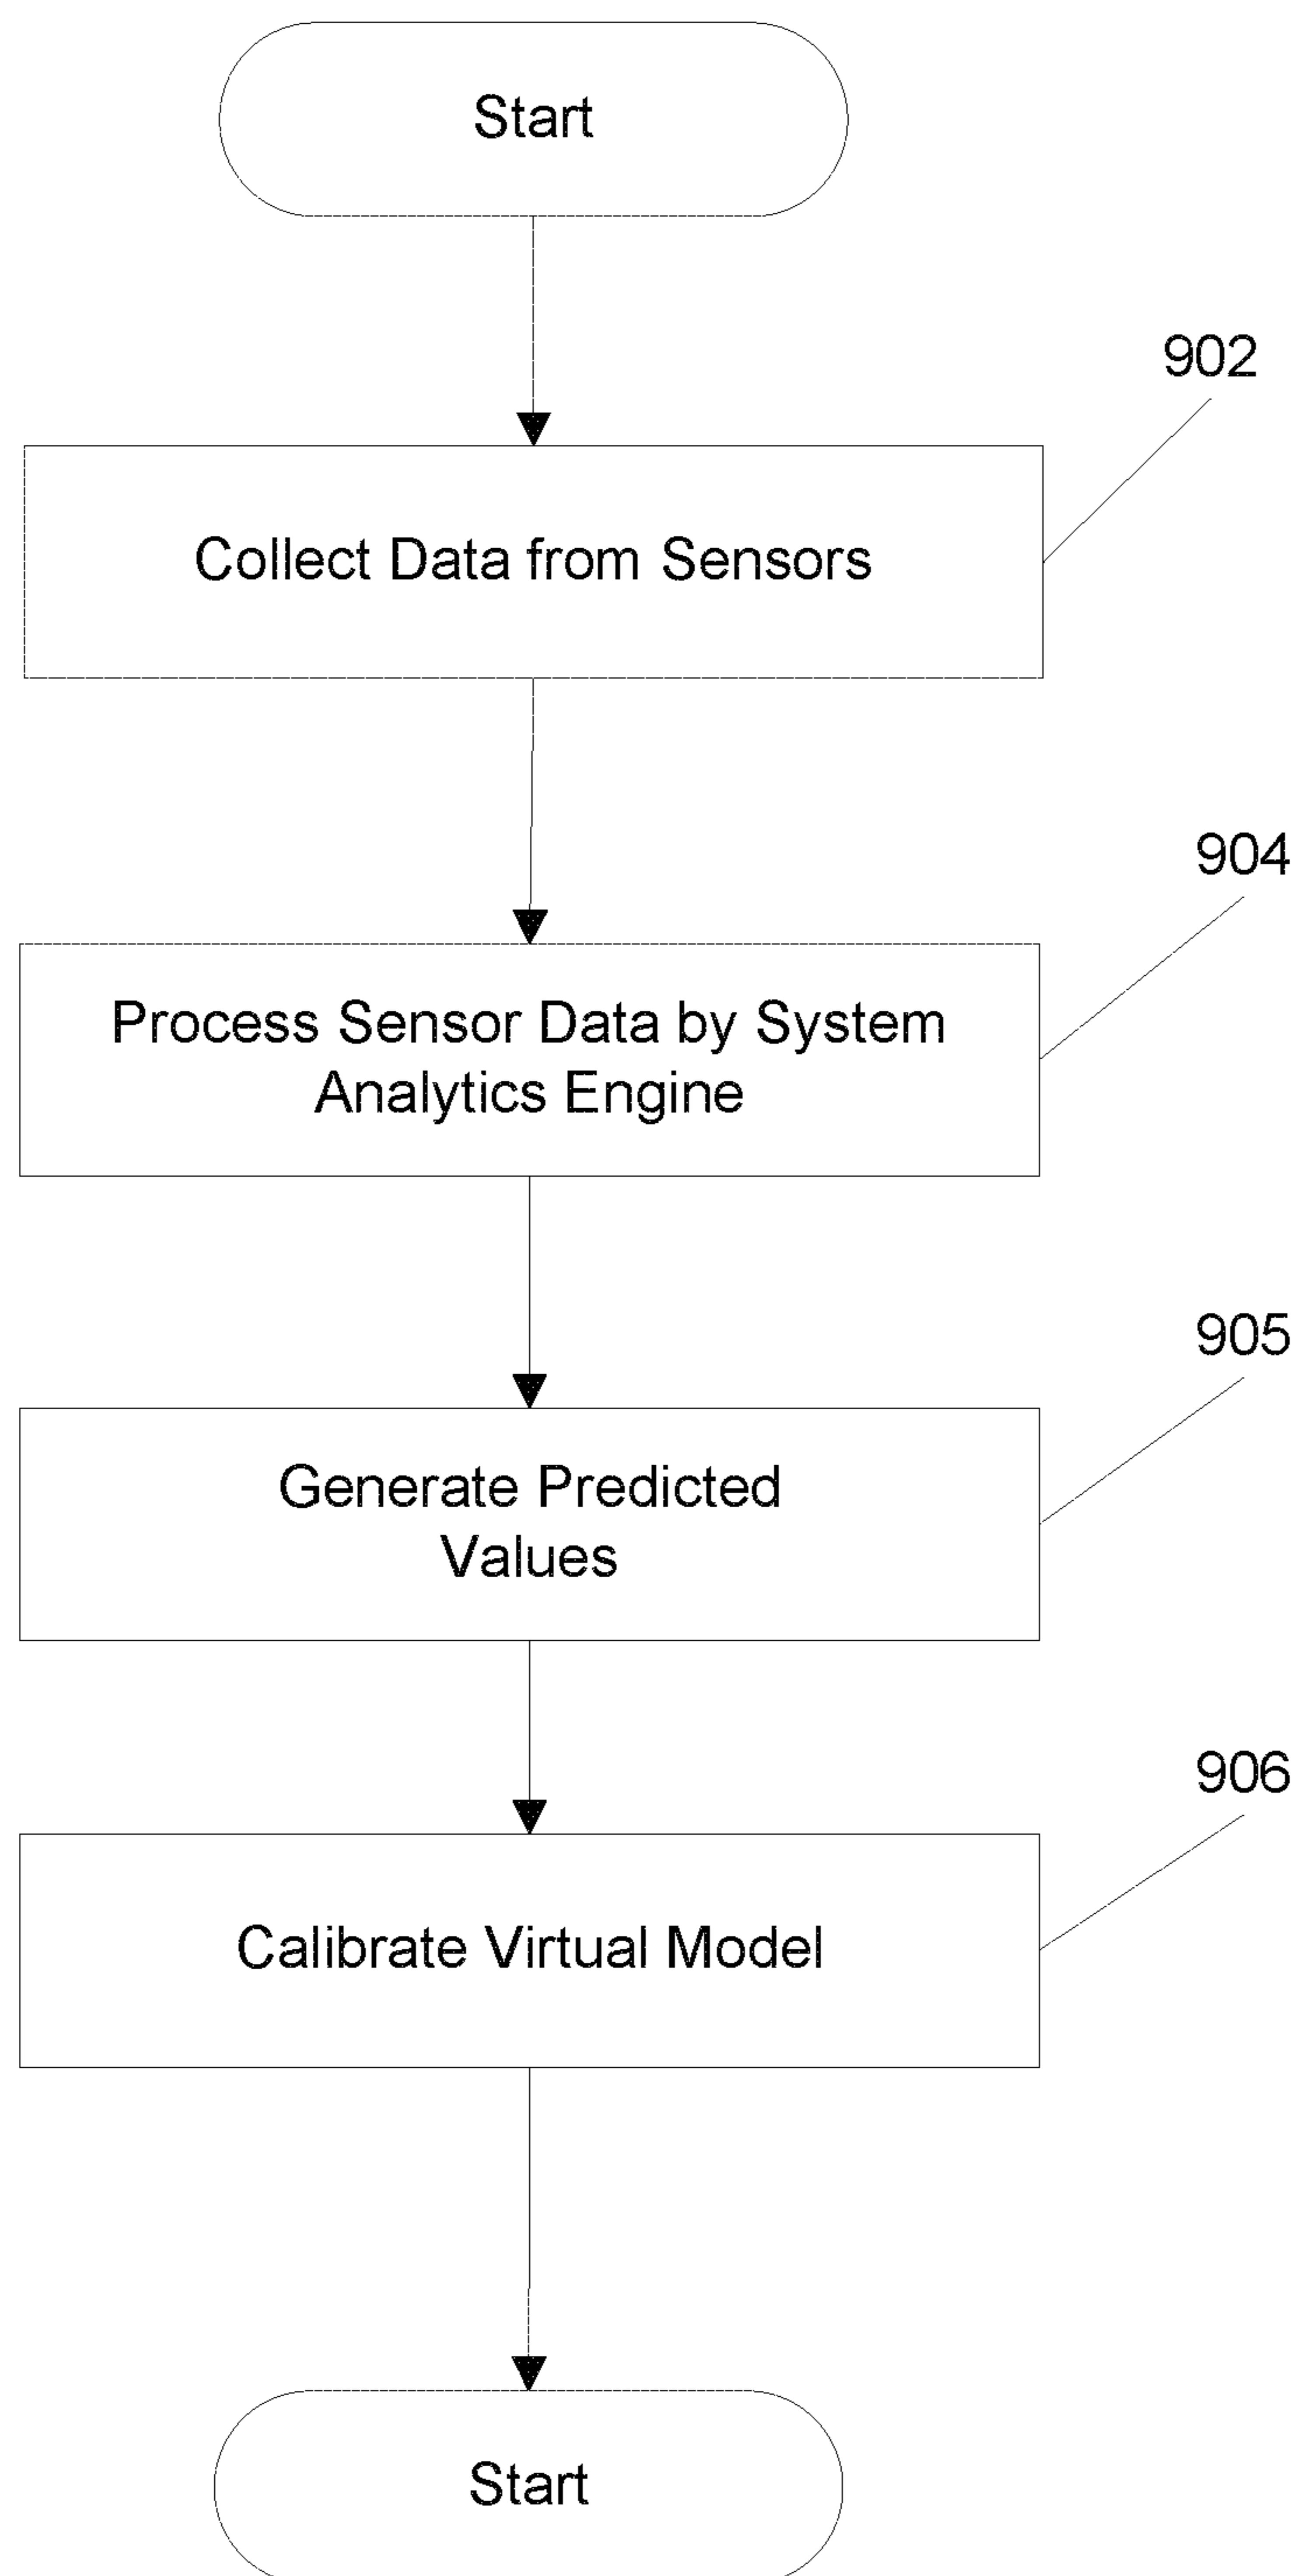 Start
902
Collect Data from Sensors
904
Process Sensor Data by System
Analytics Engine
905
Generate Predicted
Values
906
Calibrate Virtual Model
Start